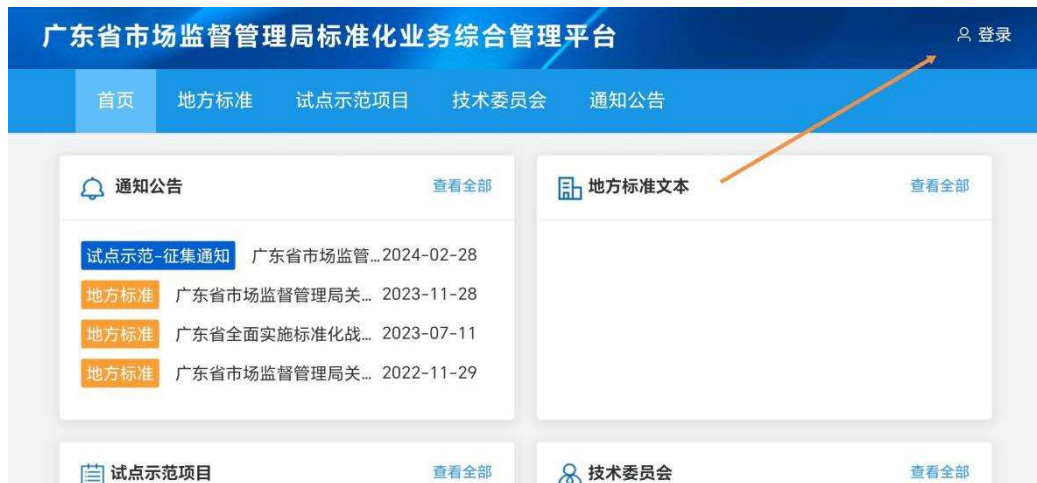 广东省市场监督管理局标准化业务综合管理平台 登录
首页 地方标准 试点示范项目 技术委员会 通知公告
通知公告 查看全部
试点示范-征集通知 广东省市场监管... 2024-02-28
地方标准 广东省市场监督管理局关... 2023-11-28
地方标准 广东省全面实施标准化战... 2023-07-11
地方标准 广东省市场监督管理局关... 2022-11-29
地方标准文本 查看全部
试点示范项目 查看全部
技术委员会 查看全部